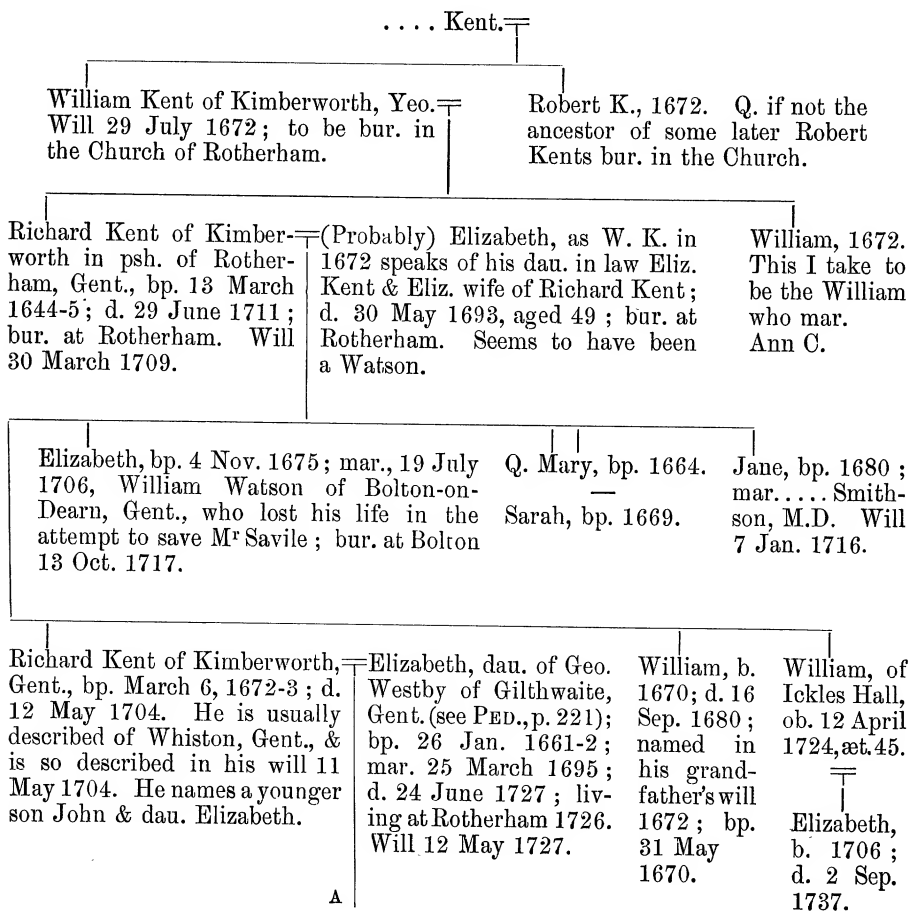 .... Kent.
William Kent of Kimberworth, Yeo.
Will 29 July 1672; to be bur. in
the Church of Rotherham.
Robert K., 1672. Q. if not the
ancestor of some later Robert
Kents bur. in the Church.
Richard Kent of Kimber-
worth in psh. of Rother-
ham, Gent., bp. 13 March
1644-5; d. 29 June 1711;
bur. at Rotherham. Will
30 March 1709.
(Probably) Elizabeth, as W. K. in
1672 speaks of his dau. in law Eliz.
Kent & Eliz. wife of Richard Kent;
d. 30 May 1693, aged 49; bur. at
Rotherham. Seems to have been
a Watson.
William, 1672.
This I take to
be the William
who mar.
Ann C.
Elizabeth, bp. 4 Nov. 1675; mar., 19 July
1706, William Watson of Bolton-on-
Dearn, Gent., who lost his life in the
attempt to save Mr Savile; bur. at Bolton
13 Oct. 1717.
Q. Mary, bp. 1664.
—
Sarah, bp. 1669.
Jane, bp. 1680;
mar..... Smith-
son, M.D. Will
7 Jan. 1716.
Richard Kent of Kimberworth,
Gent., bp. March 6, 1672-3; d.
12 May 1704. He is usually
described of Whiston, Gent., &
is so described in his will 11
May 1704. He names a younger
son John & dau. Elizabeth.
Elizabeth, dau. of Geo.
Westby of Gilthwaite,
Gent. (see PED., p. 221);
bp. 26 Jan. 1661-2;
mar. 25 March 1695;
d. 24 June 1727; liv-
ing at Rotherham 1726.
Will 12 May 1727.
William, b.
1670; d. 16
Sep. 1680;
named in
his grand-
father's will
1672; bp.
31 May
1670.
William, of
Ickles Hall,
ob. 12 April
1724, æt. 45.
Elizabeth,
b. 1706;
d. 2 Sep.
1737.
A